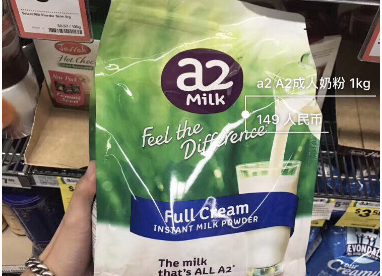 a2
Milk
Feel the
Difference
a2 A2成人奶粉 1kg
149 人民币
Full Cream
INSTANT MILK POWDER
The milk
that's ALL A2*
Hot Choc
DEVONDALE